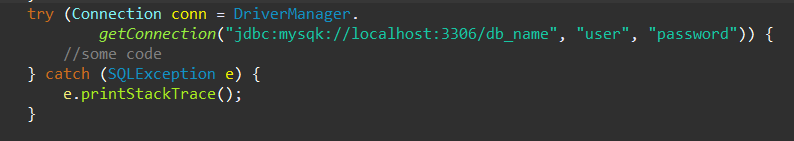 try (Connection conn = DriverManager.
getConnection("jdbc:mysqk://localhost:3306/db_name", "user", "password")) {
//some code
} catch (SQLException e) {
e.printStackTrace();
}